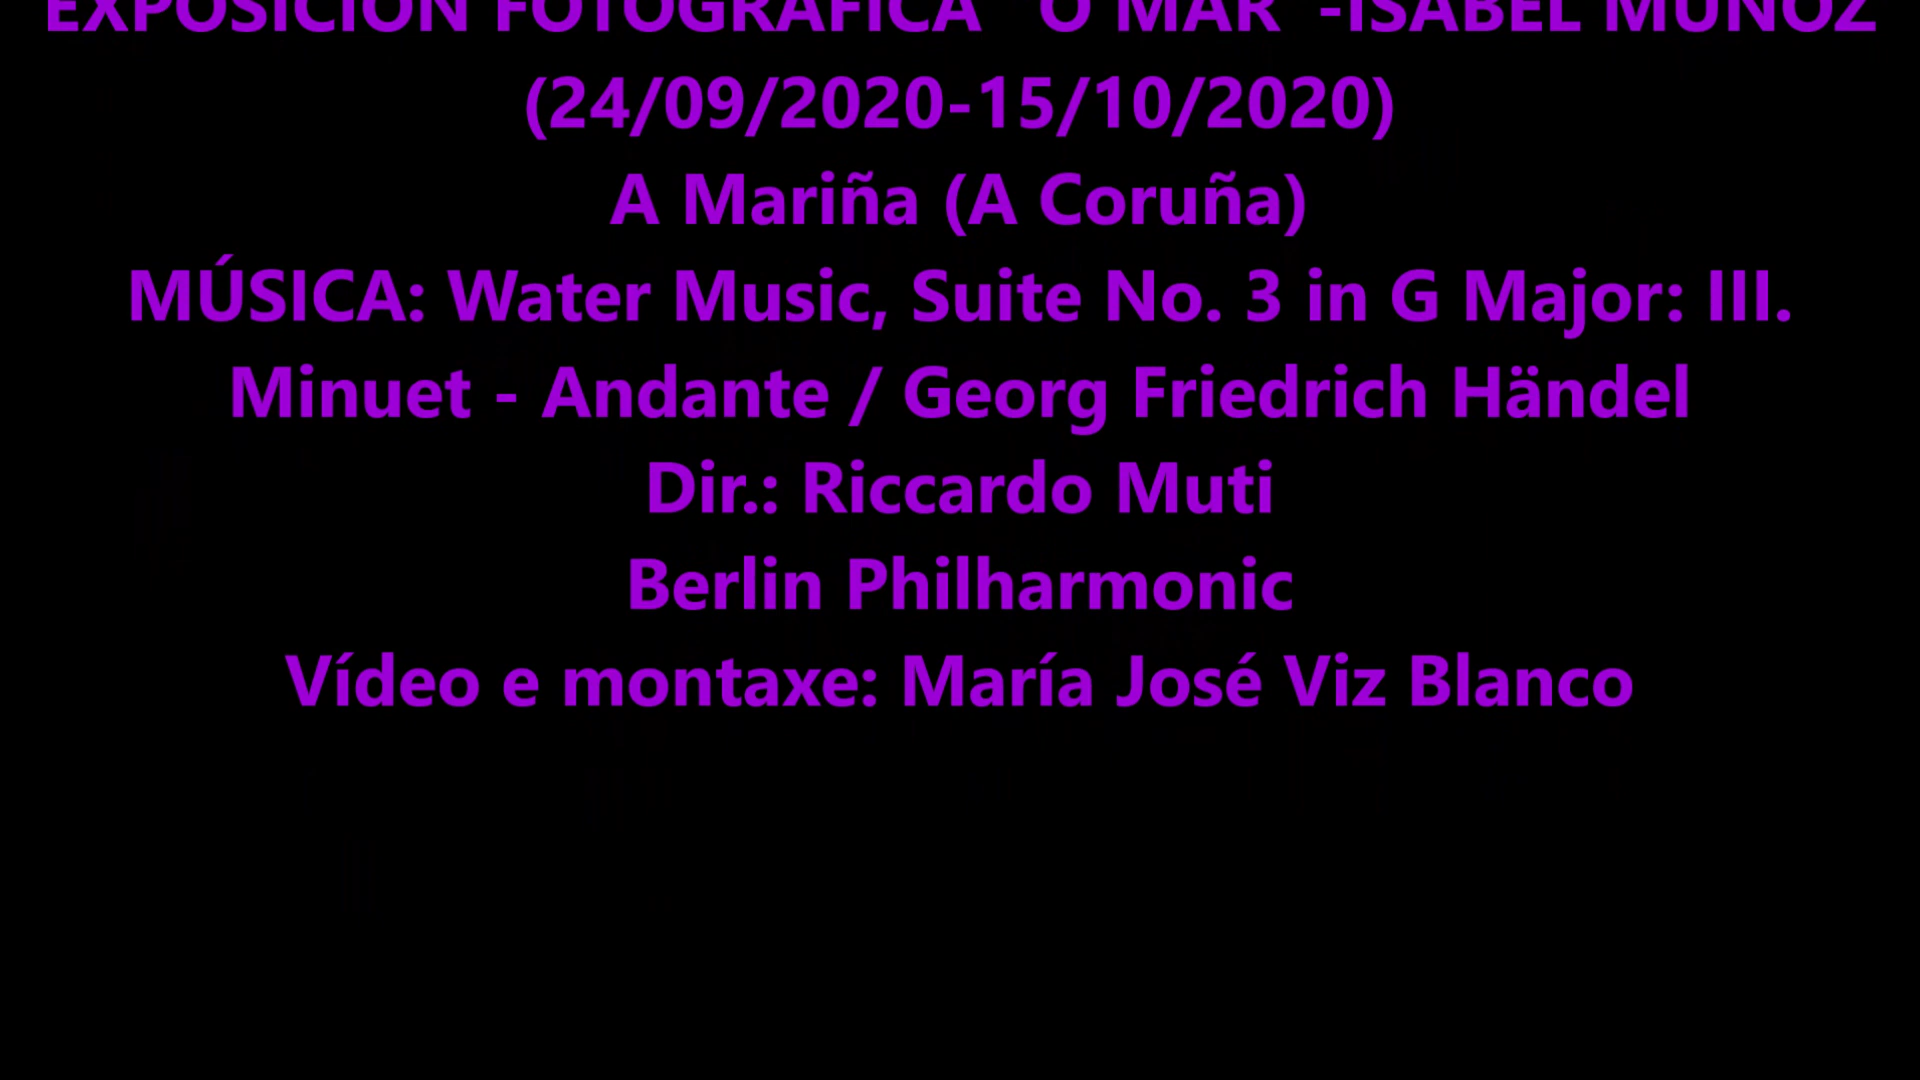 EXPOSICIÓN FOTOGRÁFICA "O MAR"-ISABEL MUÑOZ
(24/09/2020-15/10/2020)
A Mariña (A Coruña)
MÚSICA: Water Music, Suite No. 3 in G Major: III.
Minuet - Andante / Georg Friedrich Händel
Dir.: Riccardo Muti
Berlin Philharmonic
Vídeo e montaxe: María José Viz Blanco